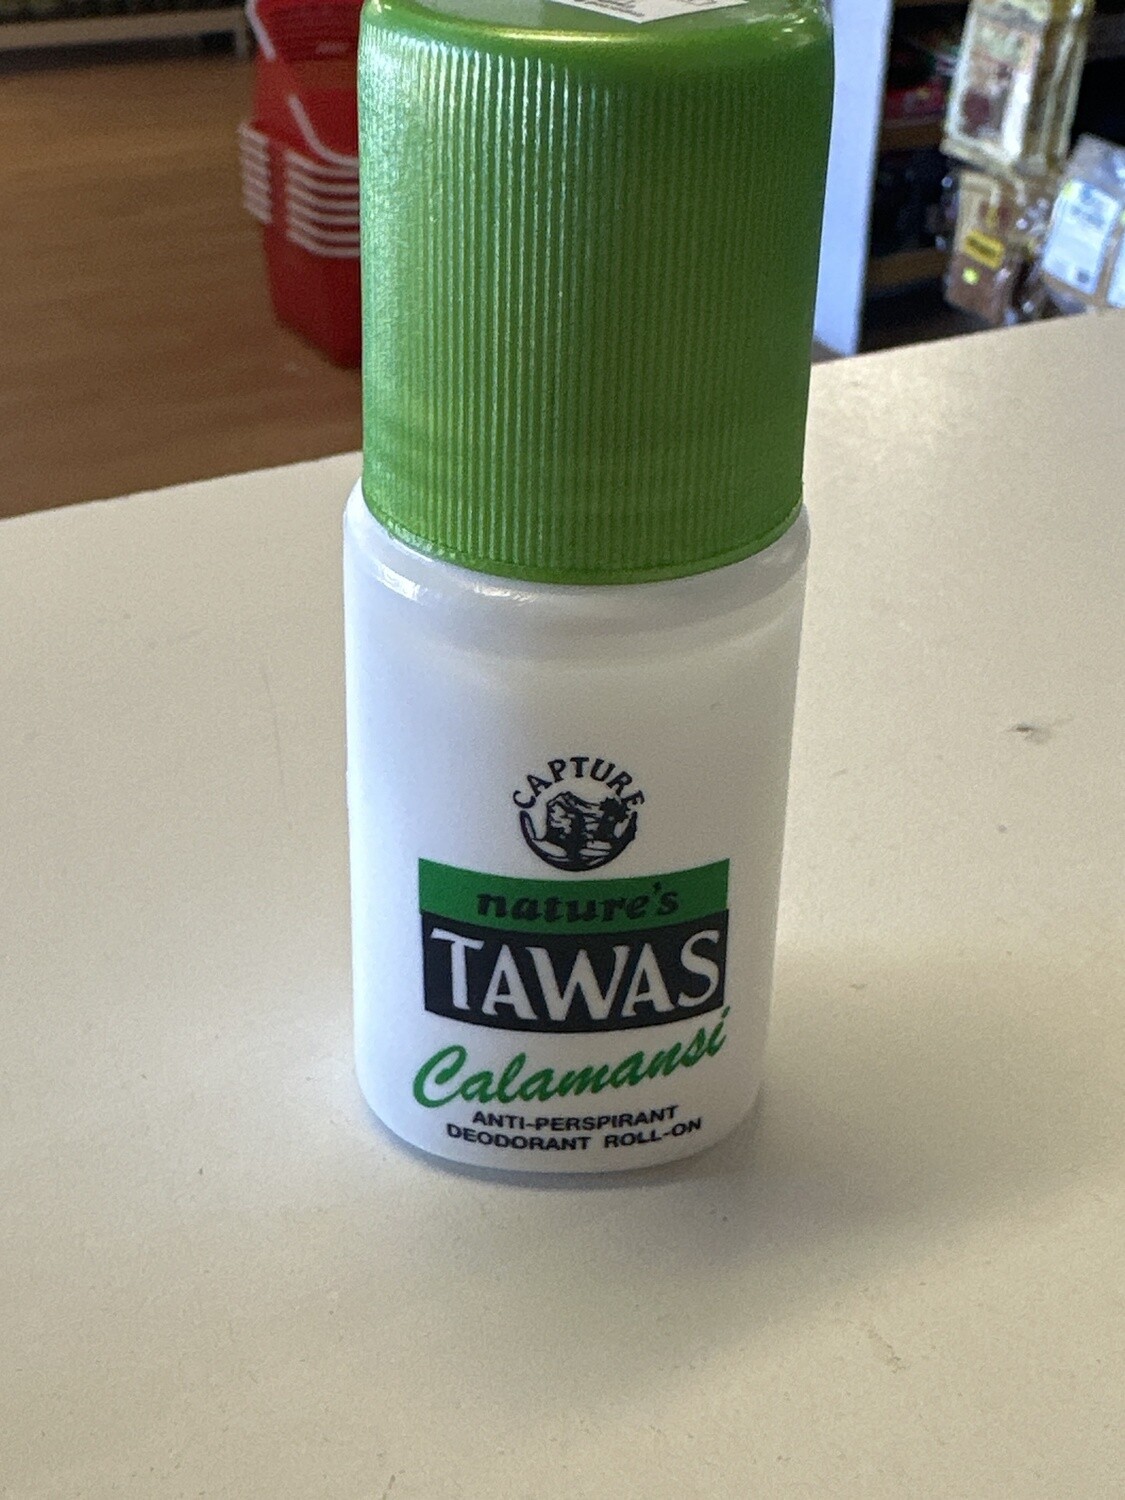 CAPTURE
nature's
TAWAS
Calamansi
ANTI-PERSPIRANT
DEODORANT ROLL-ON